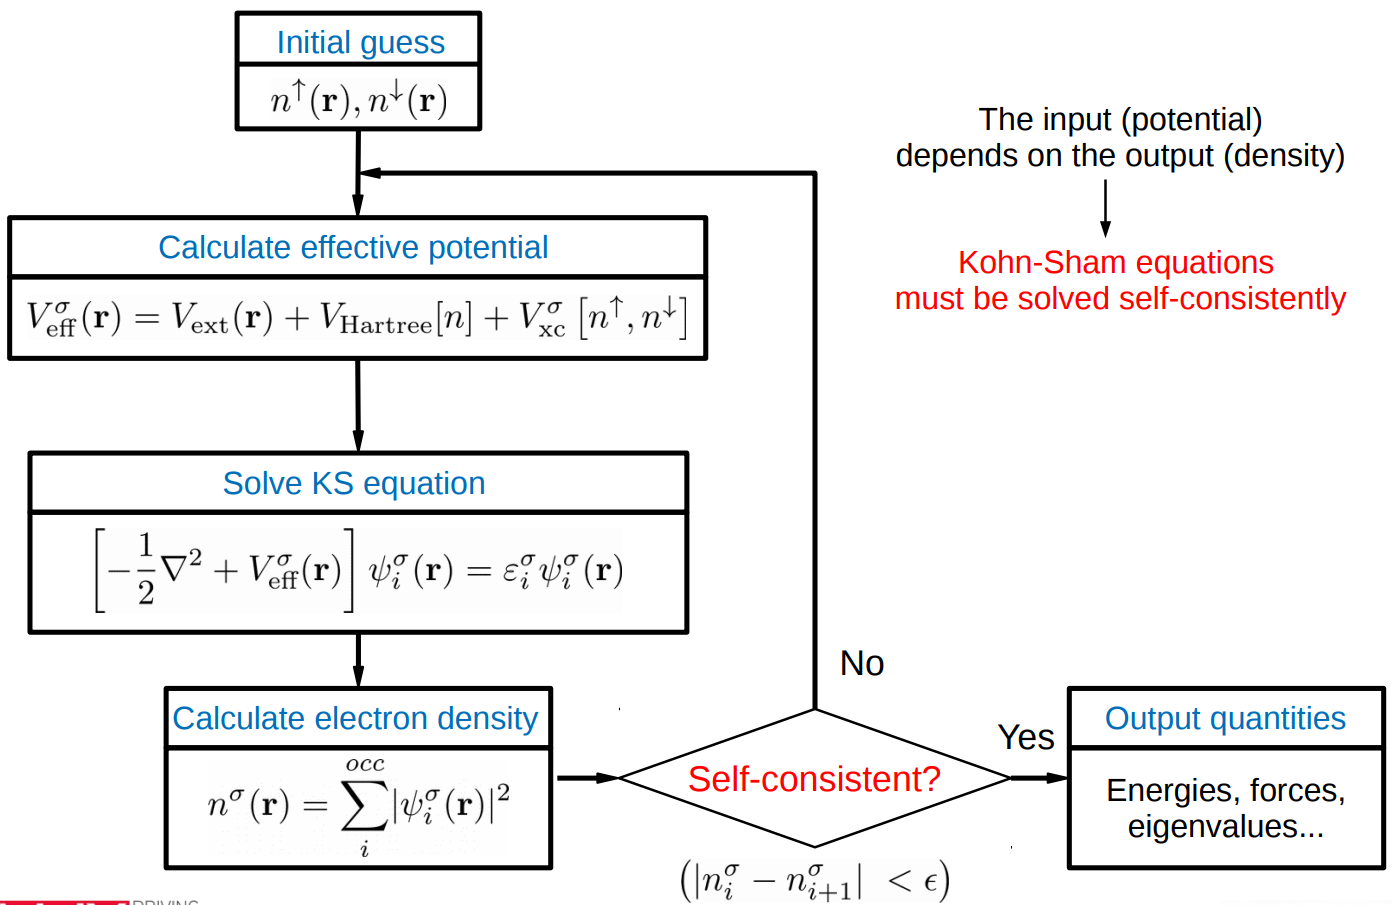 Initial guess
n↑(r), n↓(r)
The input (potential)
depends on the output (density)
Kohn-Sham equations
must be solved self-consistently
Calculate effective potential
V^σ_eff(r) = V_ext(r) + V_Hartree[n] + V^σ_xc [n↑, n↓]
Solve KS equation
[-1/2 ∇² + V^σ_eff(r)] ψ^σ_i(r) = ε^σ_i ψ^σ_i(r)
No
Calculate electron density
n^σ(r) = ∑_i^occ |ψ^σ_i(r)|²
Self-consistent?
(|n^σ_i − n^σ_{i+1}| < ϵ)
Yes
Output quantities
Energies, forces,
eigenvalues...
DRIVING